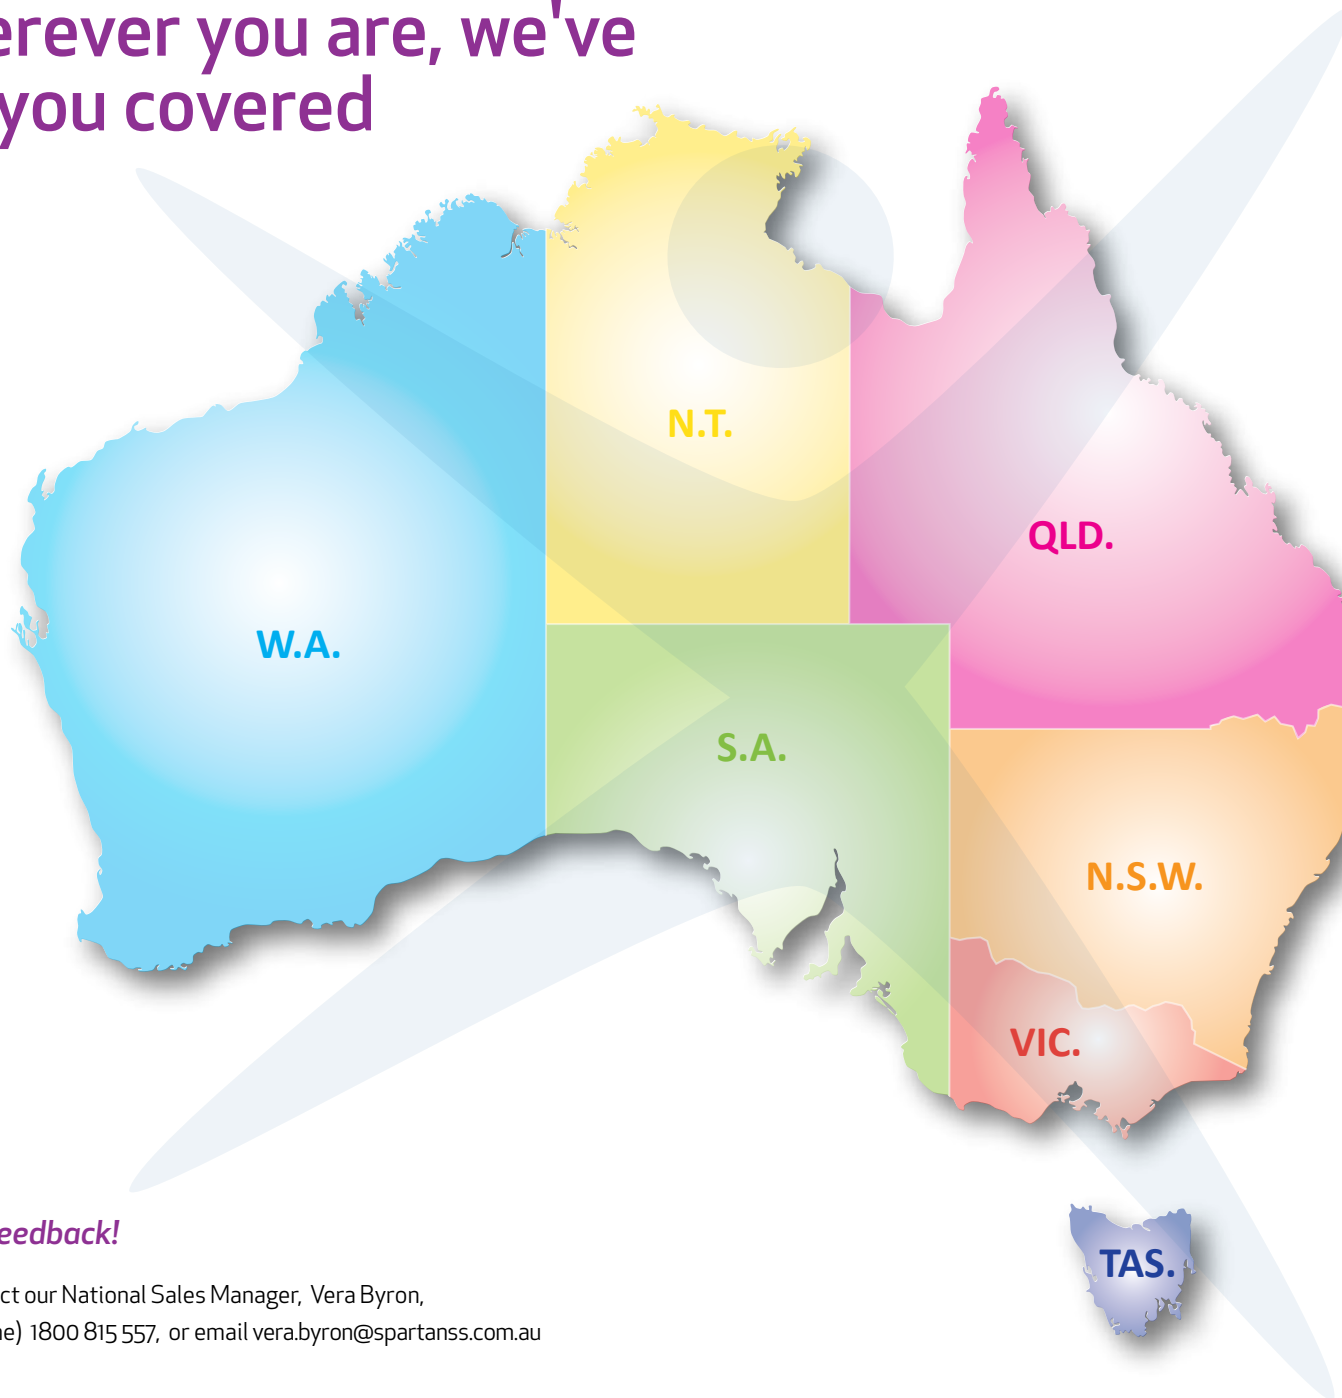 erever you are, we've
you covered
N.T.
QLD.
W.A.
S.A.
N.S.W.
VIC.
TAS.
eedback!
ct our National Sales Manager, Vera Byron,
ne) 1800 815 557, or email vera.byron@spartanss.com.au